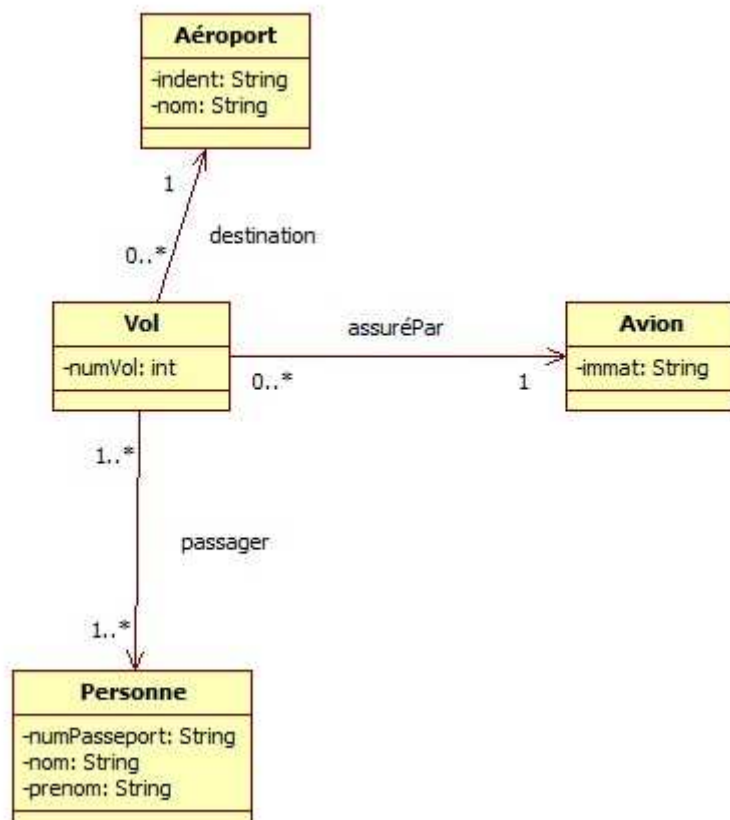 Aéroport
-indent: String
-nom: String
1
destination
0..*
Vol
-numVol: int
assuréPar
0..*
1
Avion
-immat: String
1..*
passager
1..*
Personne
-numPasseport: String
-nom: String
-prenom: String